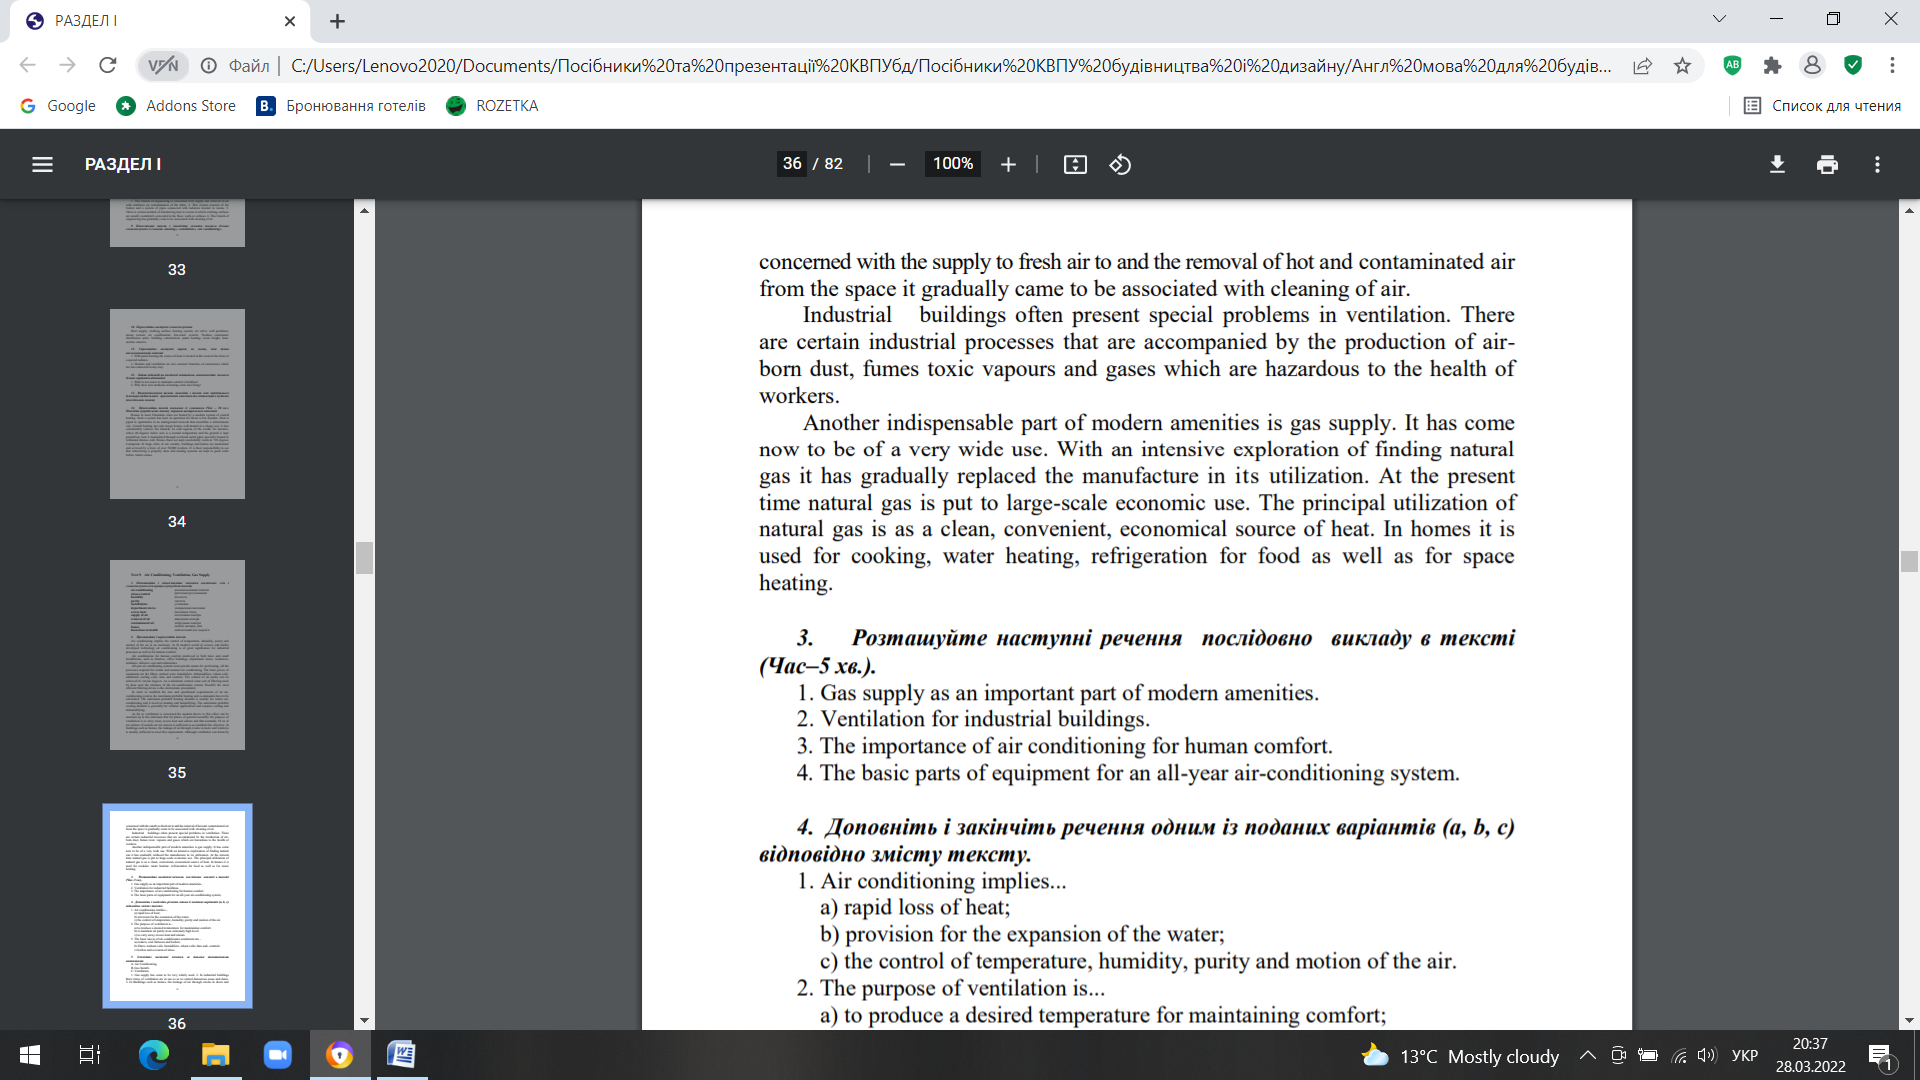 РАЗДЕЛ I
VPN
Файл
C:/Users/Lenovo2020/Documents/Посібники%20та%20презентації%20КВПУбд/Посібники%20КВПУ%20будівництва%20і%20дизайну/Англ%20мова%20для%20будів...
Google
Addons Store
Бронювання готелів
ROZETKA
Список для чтения
РАЗДЕЛ I
36 / 82
100%
33
34
35
36
concerned with the supply to fresh air to and the removal of hot and contaminated air
from the space it gradually came to be associated with cleaning of air.
Industrial buildings often present special problems in ventilation. There
are certain industrial processes that are accompanied by the production of air-
born dust, fumes toxic vapours and gases which are hazardous to the health of
workers.
Another indispensable part of modern amenities is gas supply. It has come
now to be of a very wide use. With an intensive exploration of finding natural
gas it has gradually replaced the manufacture in its utilization. At the present
time natural gas is put to large-scale economic use. The principal utilization of
natural gas is as a clean, convenient, economical source of heat. In homes it is
used for cooking, water heating, refrigeration for food as well as for space
heating.
3. Розташуйте наступні речення послідовно викладу в тексті
(Час–5 хв.).
1. Gas supply as an important part of modern amenities.
2. Ventilation for industrial buildings.
3. The importance of air conditioning for human comfort.
4. The basic parts of equipment for an all-year air-conditioning system.
4. Доповніть і закінчіть речення одним із поданих варіантів (a, b, c)
відповідно змісту тексту.
1. Air conditioning implies...
a) rapid loss of heat;
b) provision for the expansion of the water;
c) the control of temperature, humidity, purity and motion of the air.
2. The purpose of ventilation is...
a) to produce a desired temperature for maintaining comfort;
13°C Mostly cloudy
УКР
20:37
28.03.2022
1